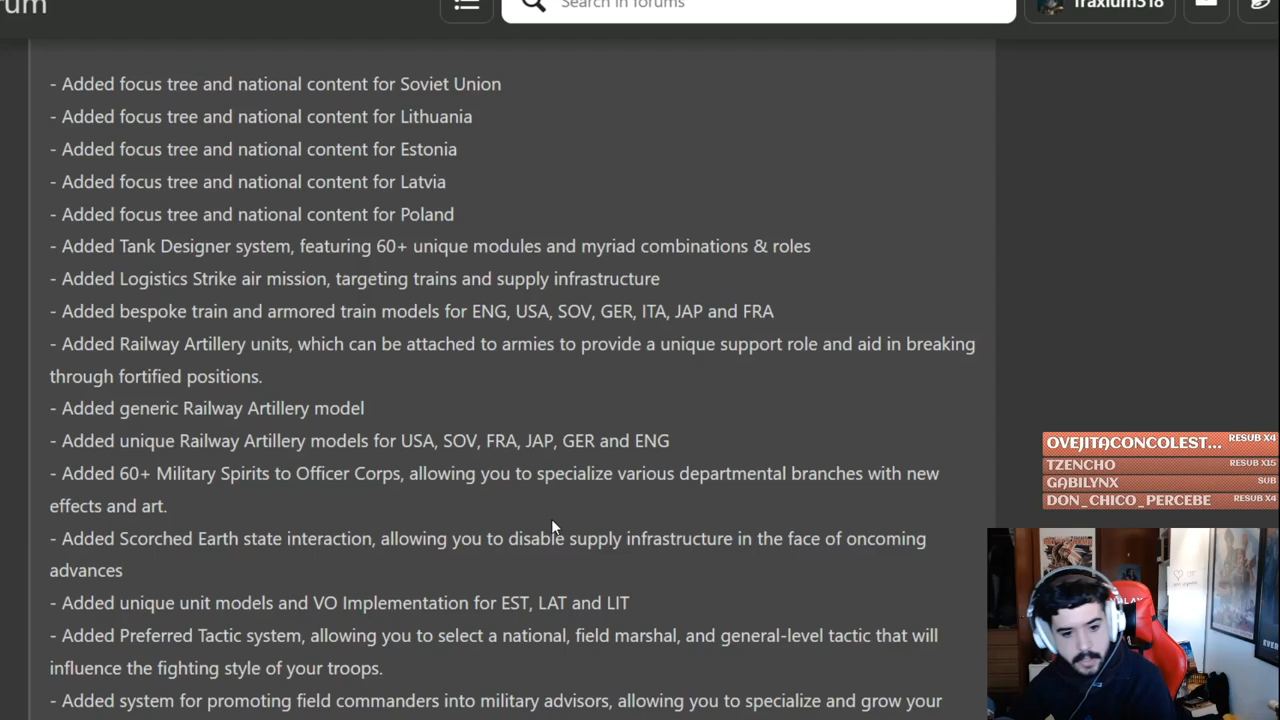 Search in forums
fraxium318
- Added focus tree and national content for Soviet Union
- Added focus tree and national content for Lithuania
- Added focus tree and national content for Estonia
- Added focus tree and national content for Latvia
- Added focus tree and national content for Poland
- Added Tank Designer system, featuring 60+ unique modules and myriad combinations & roles
- Added Logistics Strike air mission, targeting trains and supply infrastructure
- Added bespoke train and armored train models for ENG, USA, SOV, GER, ITA, JAP and FRA
- Added Railway Artillery units, which can be attached to armies to provide a unique support role and aid in breaking
through fortified positions.
- Added generic Railway Artillery model
- Added unique Railway Artillery models for USA, SOV, FRA, JAP, GER and ENG
- Added 60+ Military Spirits to Officer Corps, allowing you to specialize various departmental branches with new
effects and art.
- Added Scorched Earth state interaction, allowing you to disable supply infrastructure in the face of oncoming
advances
- Added unique unit models and VO Implementation for EST, LAT and LIT
- Added Preferred Tactic system, allowing you to select a national, field marshal, and general-level tactic that will
influence the fighting style of your troops.
- Added system for promoting field commanders into military advisors, allowing you to specialize and grow your
OVEJITACONCOLEST... RESUB X4
TZENCHO RESUB X15
GABILYNX SUB
DON_CHICO_PERCEBE RESUB X4